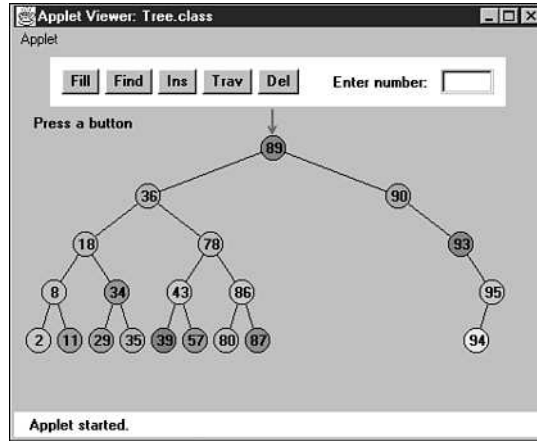 Applet Viewer: Tree.class
Applet
Fill Find Ins Trav Del Enter number:
Press a button
89
36 90
18 78 93
8 34 43 86 95
2 11 29 35 39 57 80 87 94
Applet started.